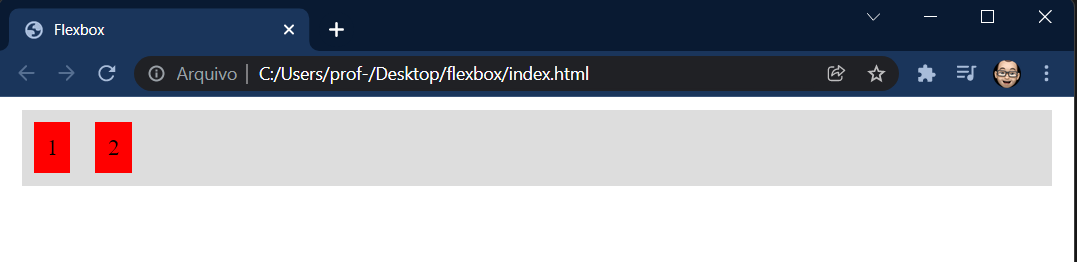 Flexbox
Arquivo | C:/Users/prof-/Desktop/flexbox/index.html
1 2